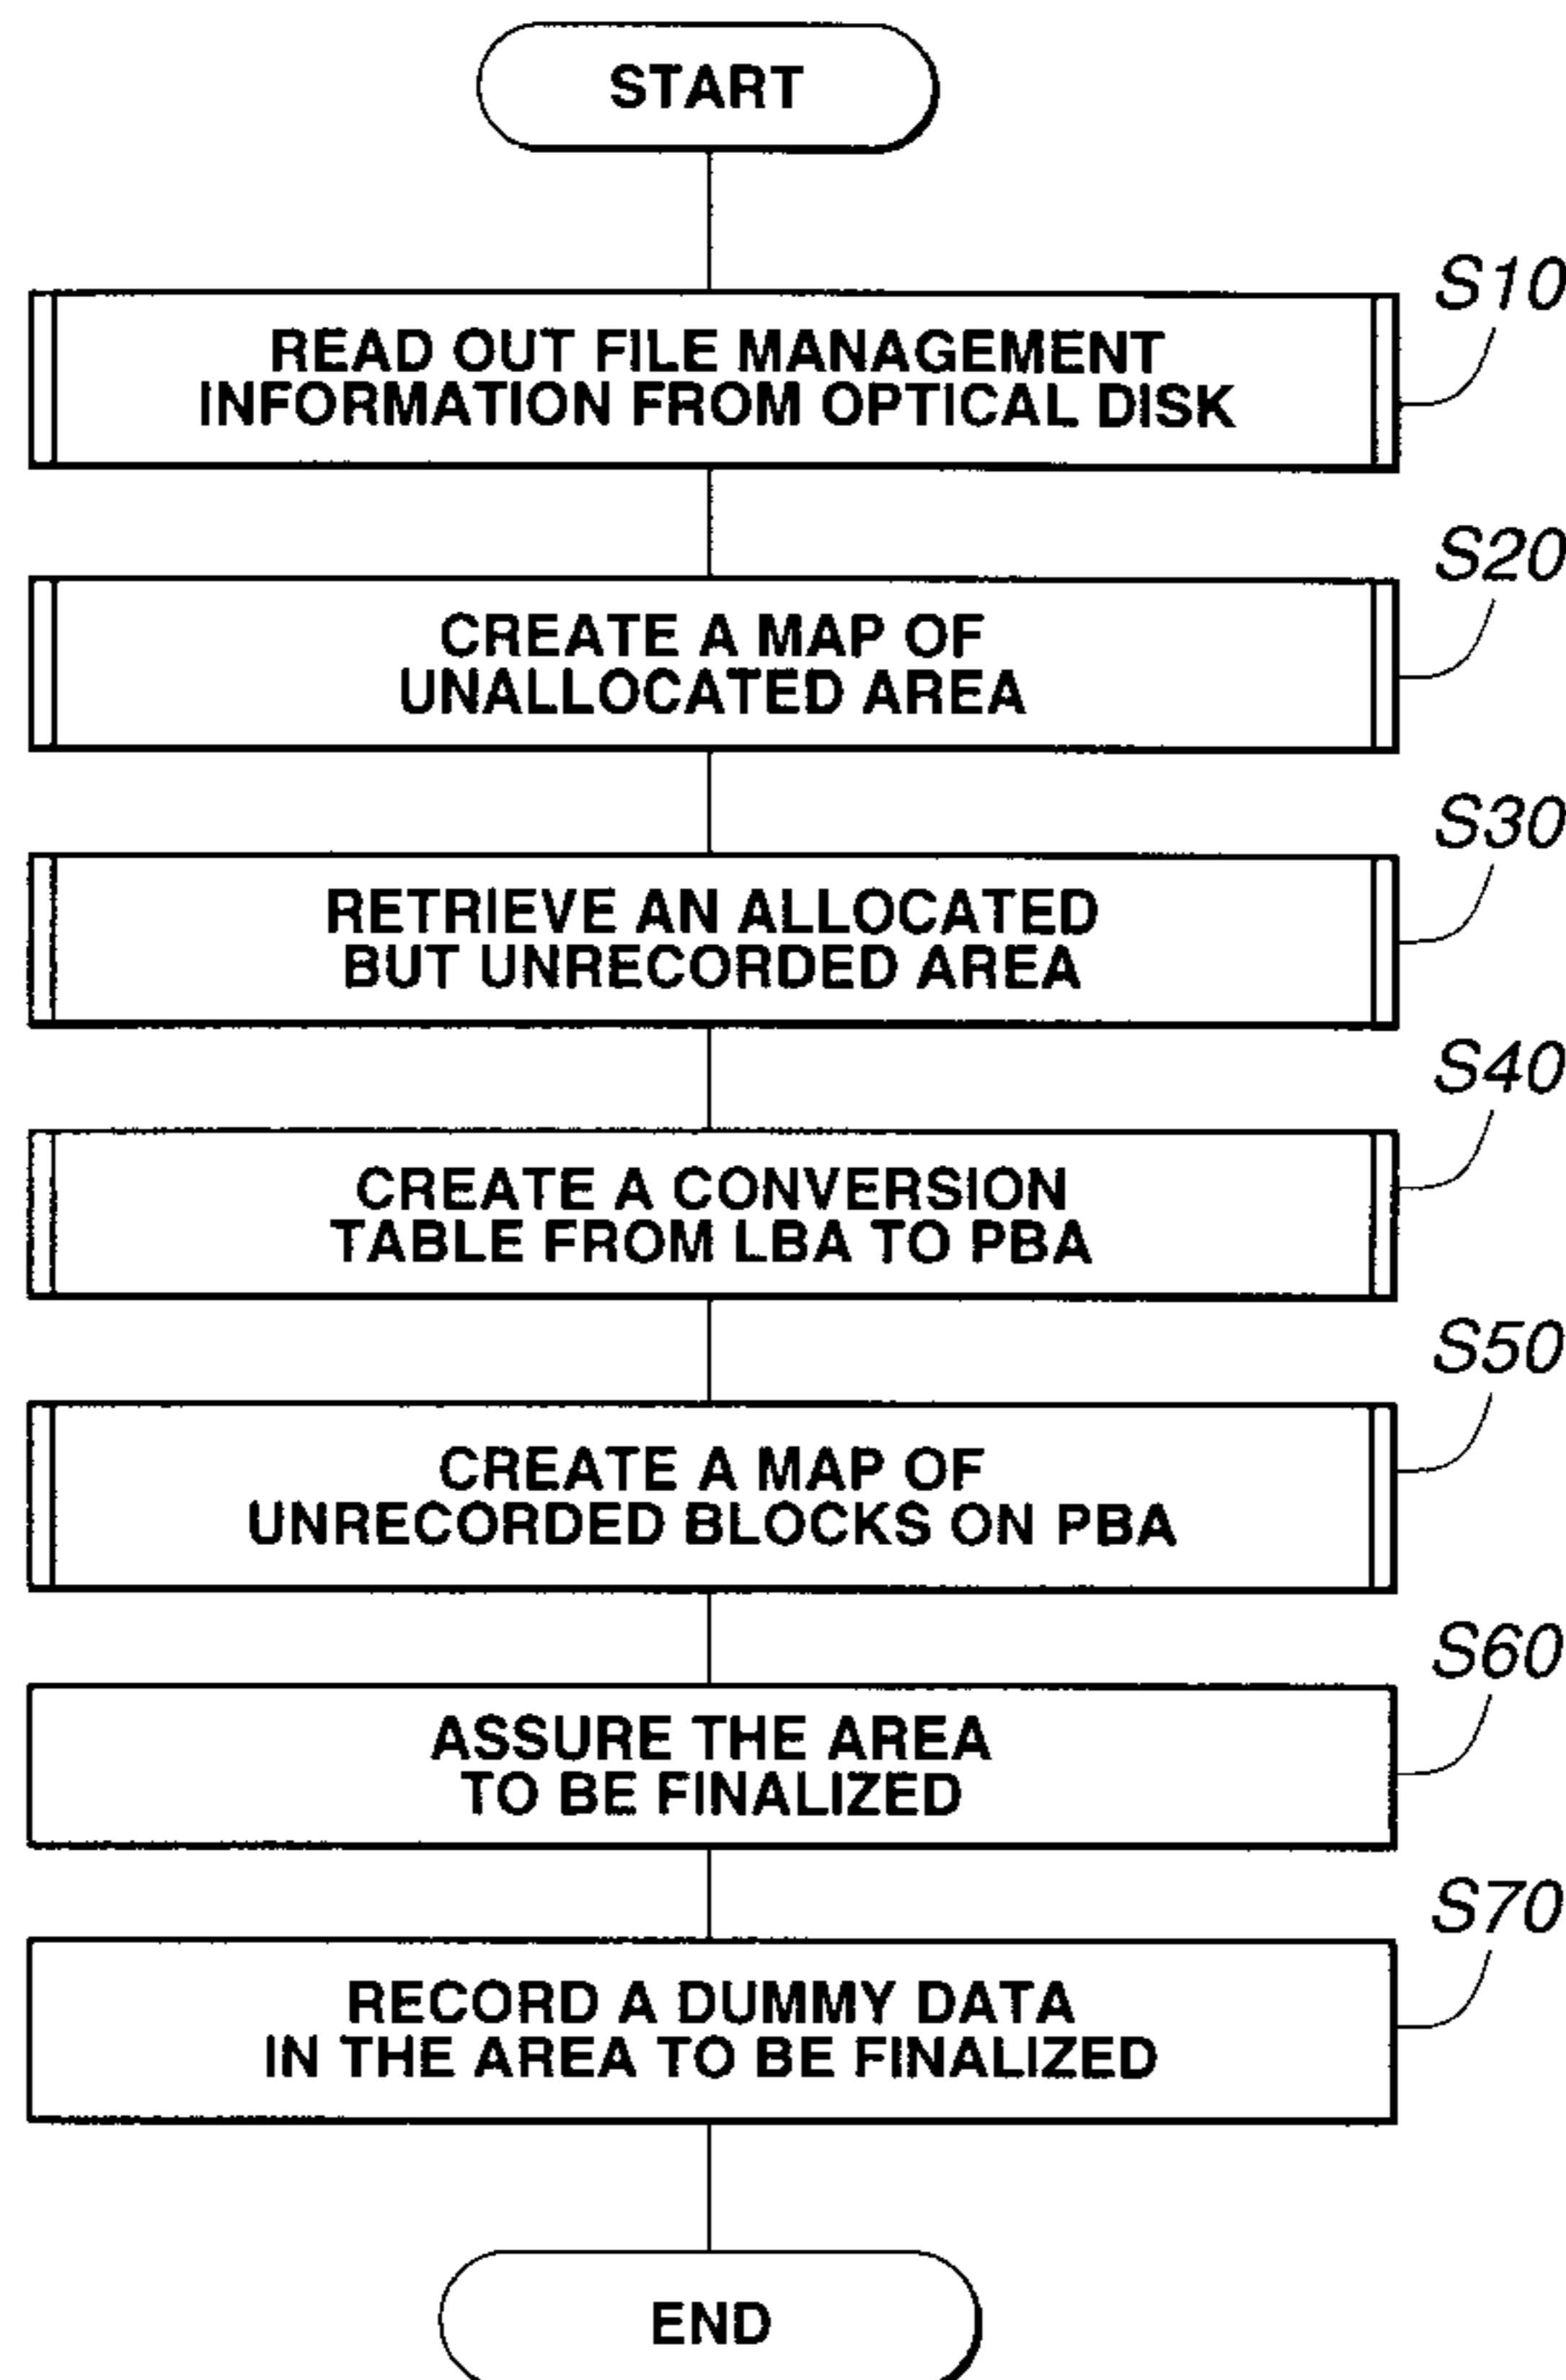 START
S10
READ OUT FILE MANAGEMENT
INFORMATION FROM OPTICAL DISK
S20
CREATE A MAP OF
UNALLOCATED AREA
S30
RETRIEVE AN ALLOCATED
BUT UNRECORDED AREA
S40
CREATE A CONVERSION
TABLE FROM LBA TO PBA
S50
CREATE A MAP OF
UNRECORDED BLOCKS ON PBA
S60
ASSURE THE AREA
TO BE FINALIZED
S70
RECORD A DUMMY DATA
IN THE AREA TO BE FINALIZED
END